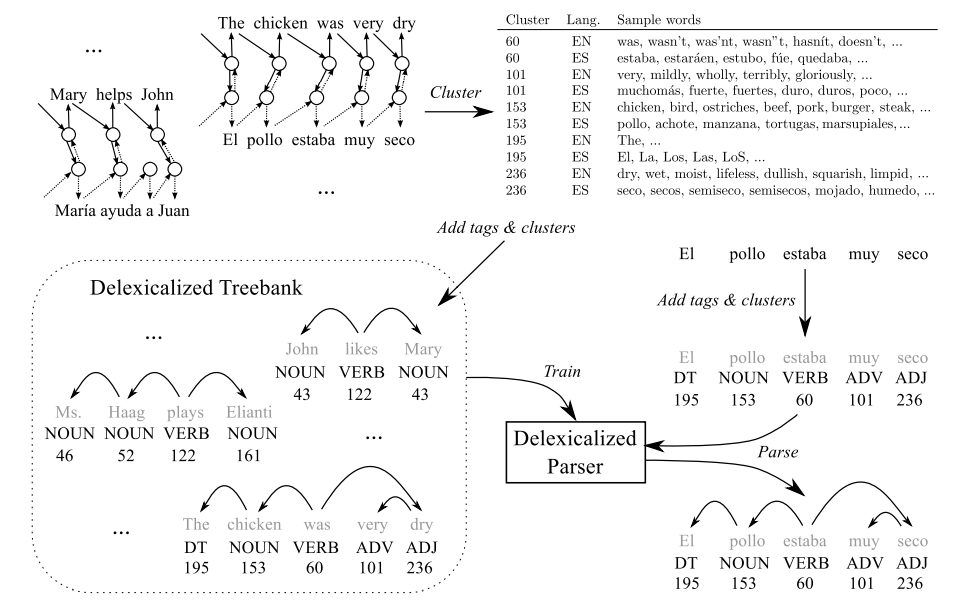 The chicken was very dry
...
Mary helps John
El pollo estaba muy seco
María ayuda a Juan
...
Cluster
Cluster Lang. Sample words
60 EN was, wasn't, was'nt, wasn"t, hasnít, doesn't, ...
60 ES estaba, estaráen, estubo, fúe, quedaba, ...
101 EN very, mildly, wholly, terribly, gloriously, ...
101 ES muchomás, fuerte, fuertes, duro, duros, poco, ...
153 EN chicken, bird, ostriches, beef, pork, burger, steak, ...
153 ES pollo, achote, manzana, tortugas, marsupiales, ...
195 EN The, ...
195 ES El, La, Los, Las, LoS, ...
236 EN dry, wet, moist, lifeless, dullish, squarish, limpid, ...
236 ES seco, secos, semiseco, semisecos, mojado, humedo, ...
Add tags & clusters
Delexicalized Treebank
...
John likes Mary
NOUN VERB NOUN
43 122 43
Ms. Haag plays Elianti
NOUN NOUN VERB NOUN
46 52 122 161
...
...
The chicken was very dry
DT NOUN VERB ADV ADJ
195 153 60 101 236
Train
Delexicalized
Parser
El pollo estaba muy seco
Add tags & clusters
El pollo estaba muy seco
DT NOUN VERB ADV ADJ
195 153 60 101 236
Parse
El pollo estaba muy seco
DT NOUN VERB ADV ADJ
195 153 60 101 236